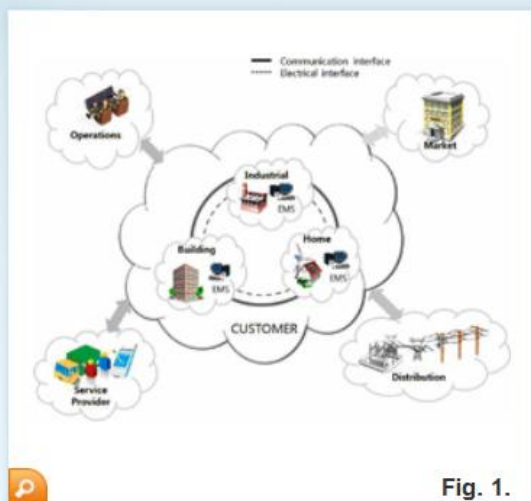 Communication interface
Electrical interface
Operations
Market
Industrial
EMS
Building
EMS
Home
EMS
CUSTOMER
Service
Provider
Distribution
Fig. 1.